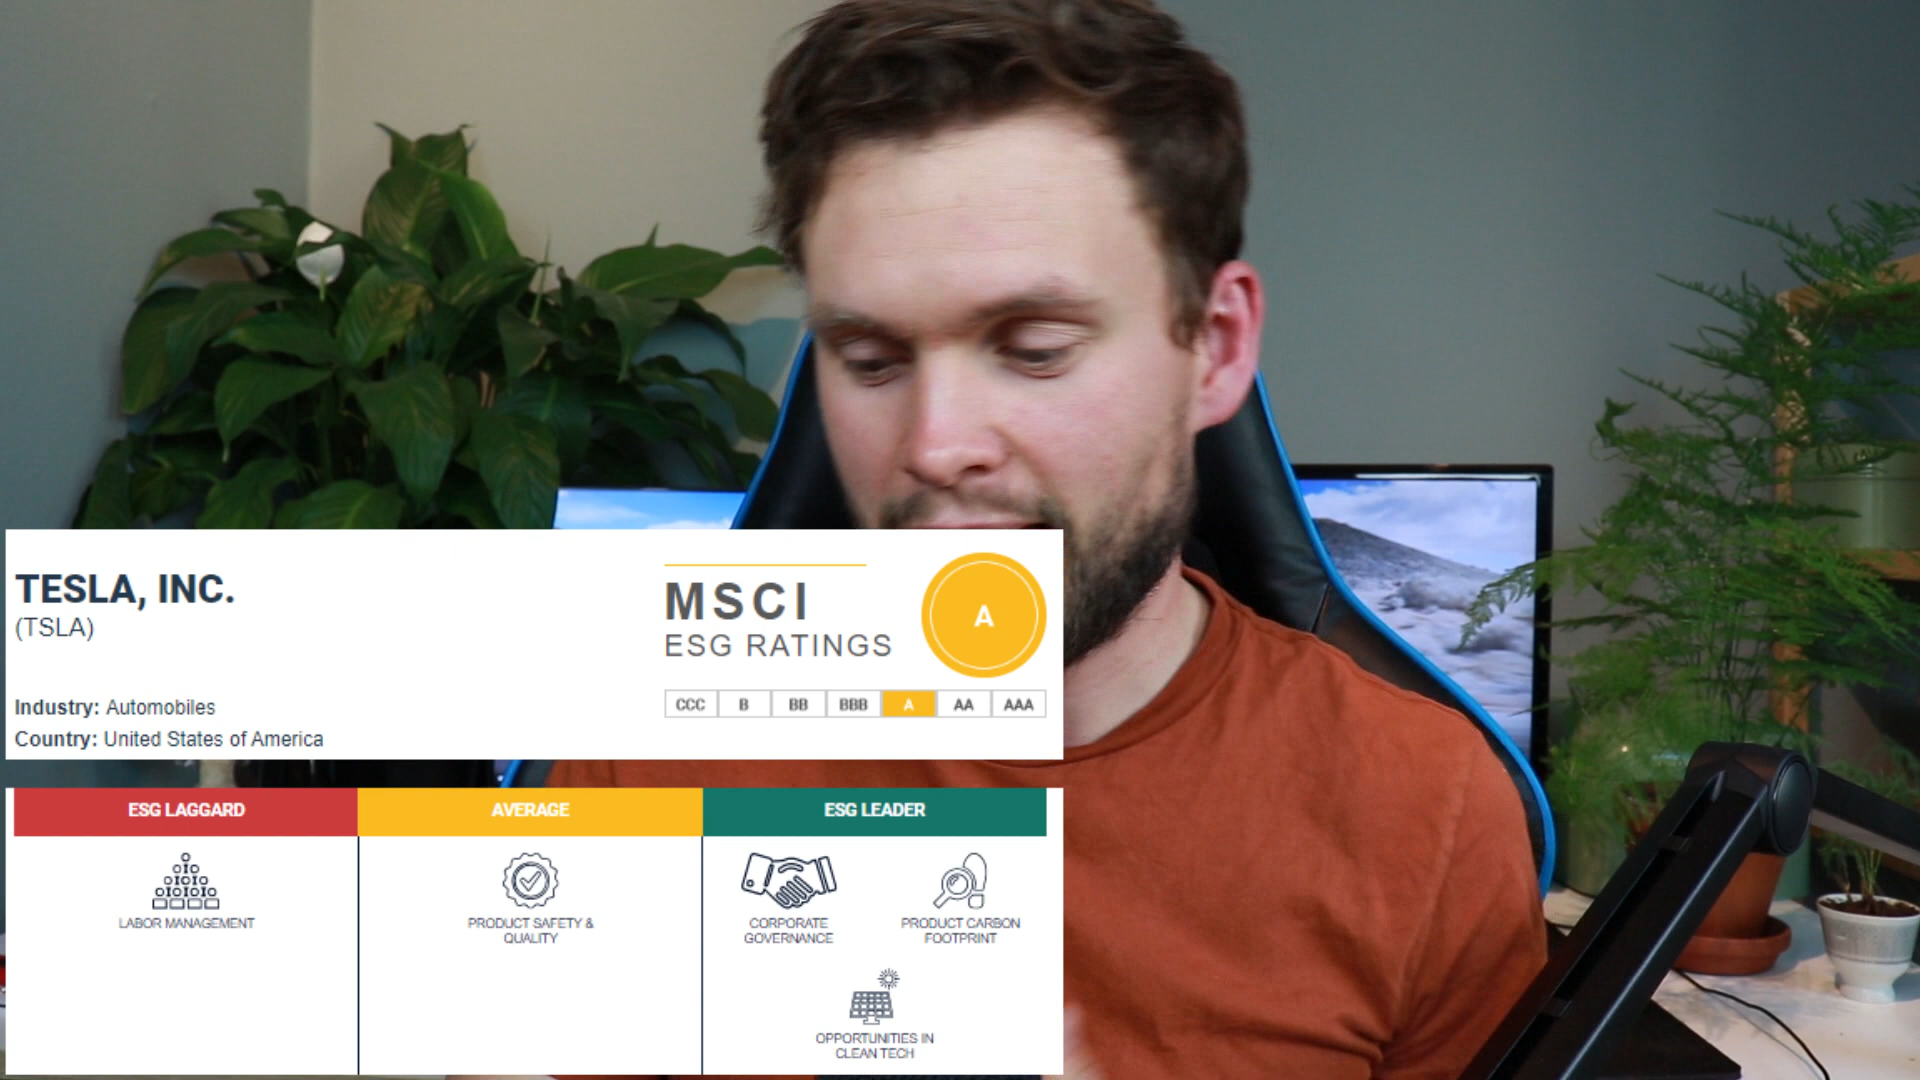 TESLA, INC.
(TSLA)
Industry: Automobiles
Country: United States of America
MSCI
ESG RATINGS
A
CCC B BB BBB A AA AAA
ESG LAGGARD
AVERAGE
ESG LEADER
LABOR MANAGEMENT
PRODUCT SAFETY &
QUALITY
CORPORATE
GOVERNANCE
PRODUCT CARBON
FOOTPRINT
OPPORTUNITIES IN
CLEAN TECH